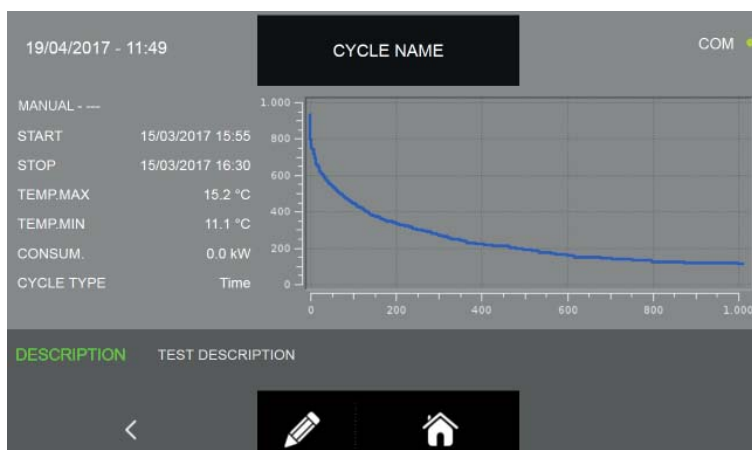 19/04/2017 - 11:49
CYCLE NAME
COM
MANUAL - ---
START 15/03/2017 15:55
STOP 15/03/2017 16:30
TEMP.MAX 15.2 °C
TEMP.MIN 11.1 °C
CONSUM. 0.0 kW
CYCLE TYPE Time
1.000
800
600
400
200
0
0 200 400 600 800 1.000
DESCRIPTION TEST DESCRIPTION